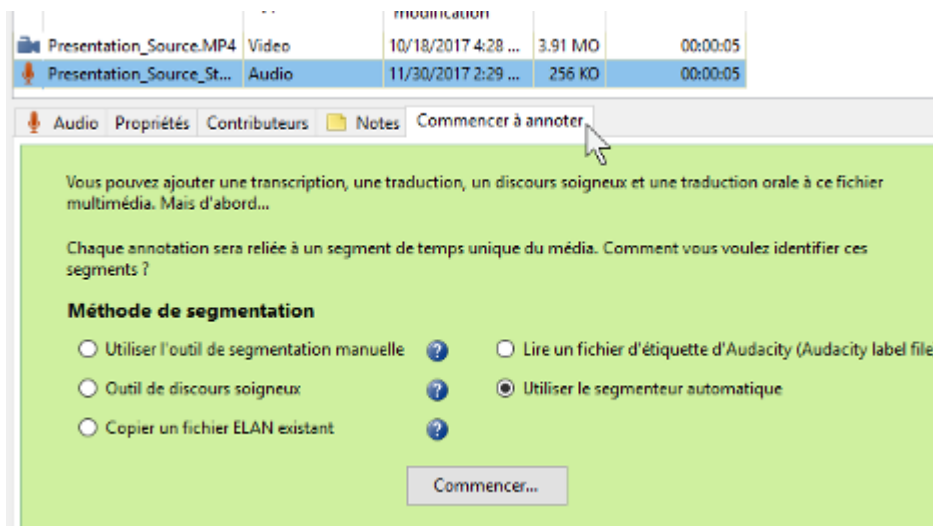 modification
Presentation_Source.MP4 Video 10/18/2017 4:28 ... 3.91 MO 00:00:05
Presentation_Source_St... Audio 11/30/2017 2:29 ... 256 KO 00:00:05
Audio Propriétés Contributeurs Notes Commencer à annoter
Vous pouvez ajouter une transcription, une traduction, un discours soigneux et une traduction orale à ce fichier
multimédia. Mais d'abord...
Chaque annotation sera reliée à un segment de temps unique du média. Comment vous voulez identifier ces
segments ?
Méthode de segmentation
Utiliser l'outil de segmentation manuelle Lire un fichier d'étiquette d'Audacity (Audacity label file
Outil de discours soigneux Utiliser le segmenteur automatique
Copier un fichier ELAN existant
Commencer...